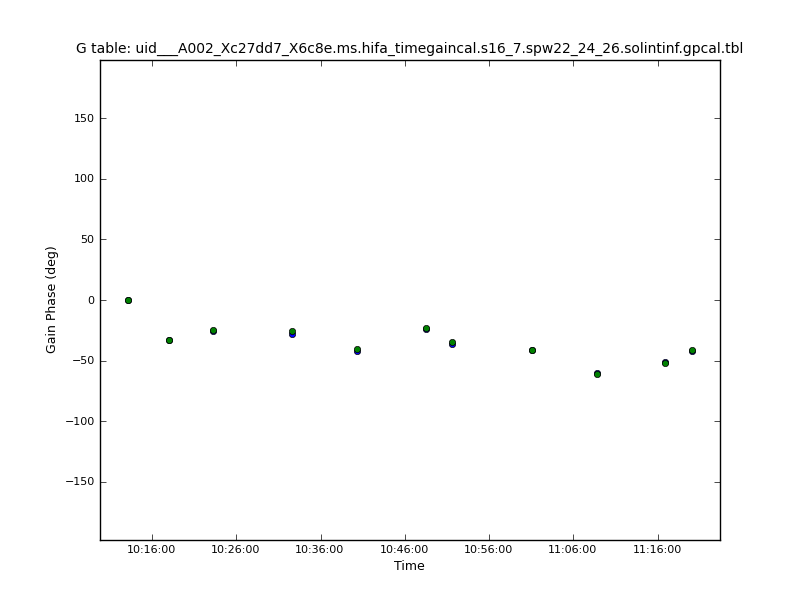 G table: uid___A002_Xc27dd7_X6c8e.ms.hifa_timegaincal.s16_7.spw22_24_26.solintinf.gpcal.tbl
150
100
50
0
−50
−100
−150
Gain Phase (deg)
10:16:00 10:26:00 10:36:00 10:46:00 10:56:00 11:06:00 11:16:00
Time